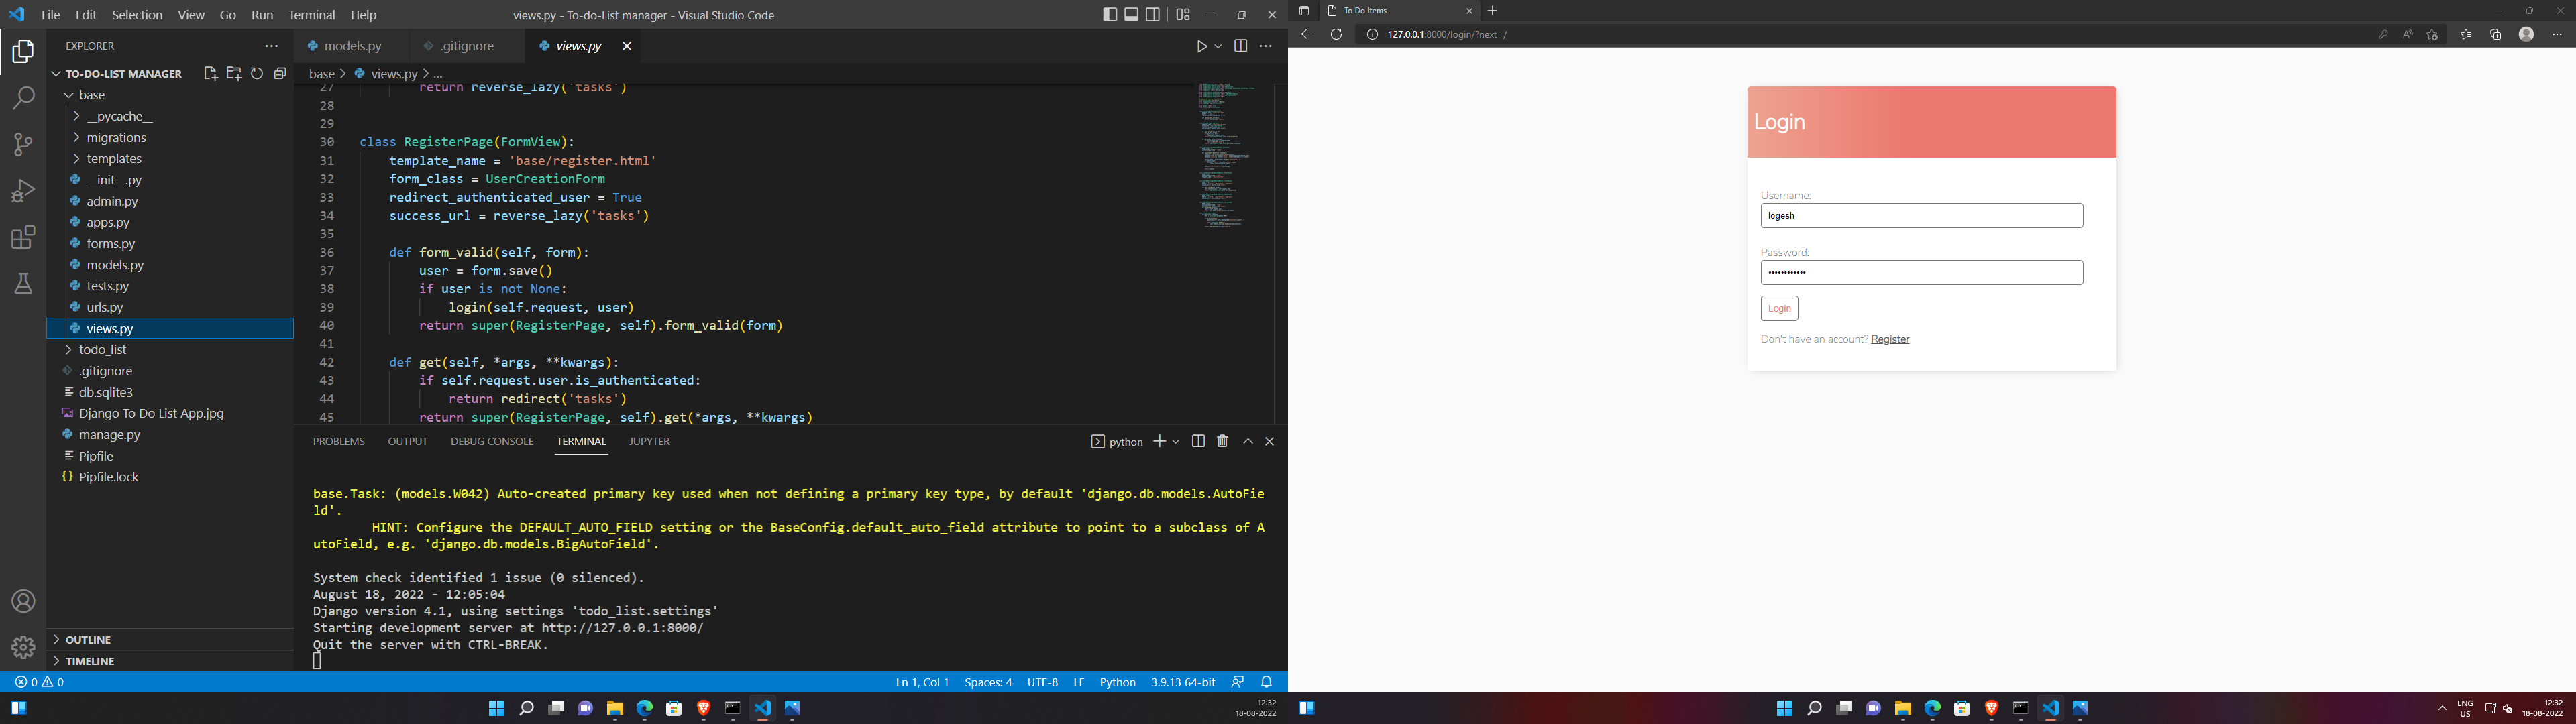 File Edit Selection View Go Run Terminal Help
views.py - To-do-List manager - Visual Studio Code
EXPLORER
TO-DO-LIST MANAGER
base
__pycache__
migrations
templates
__init__.py
admin.py
apps.py
forms.py
models.py
tests.py
urls.py
views.py
todo_list
.gitignore
db.sqlite3
Django To Do List App.jpg
manage.py
Pipfile
Pipfile.lock
OUTLINE
TIMELINE
models.py .gitignore views.py
base > views.py > ...
27 return reverse_lazy('tasks')
28
29
30 class RegisterPage(FormView):
31 template_name = 'base/register.html'
32 form_class = UserCreationForm
33 redirect_authenticated_user = True
34 success_url = reverse_lazy('tasks')
35
36 def form_valid(self, form):
37 user = form.save()
38 if user is not None:
39 login(self.request, user)
40 return super(RegisterPage, self).form_valid(form)
41
42 def get(self, *args, **kwargs):
43 if self.request.user.is_authenticated:
44 return redirect('tasks')
45 return super(RegisterPage, self).get(*args, **kwargs)
PROBLEMS OUTPUT DEBUG CONSOLE TERMINAL JUPYTER
python
base.Task: (models.W042) Auto-created primary key used when not defining a primary key type, by default 'django.db.models.AutoFie
ld'.
HINT: Configure the DEFAULT_AUTO_FIELD setting or the BaseConfig.default_auto_field attribute to point to a subclass of A
utoField, e.g. 'django.db.models.BigAutoField'.
System check identified 1 issue (0 silenced).
August 18, 2022 - 12:05:04
Django version 4.1, using settings 'todo_list.settings'
Starting development server at http://127.0.0.1:8000/
Quit the server with CTRL-BREAK.
0 0
Ln 1, Col 1 Spaces: 4 UTF-8 LF Python 3.9.13 64-bit
12:32
18-08-2022
To Do Items
127.0.0.1:8000/login/?next=/
Login
Username:
logesh
Password:
••••••••••••
Login
Don't have an account? Register
ENG
US
12:32
18-08-2022